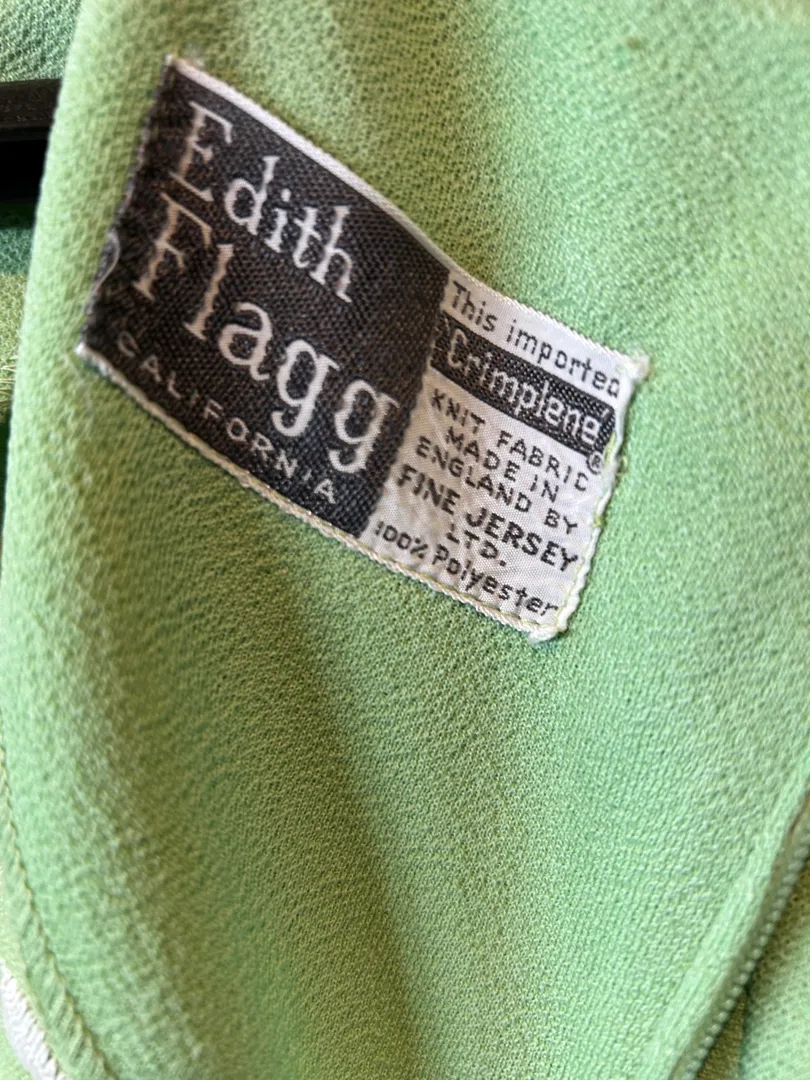 Edith
Flagg
CALIFORNIA
This imported
Crimplene®
KNIT FABRIC
MADE IN
ENGLAND BY
FINE JERSEY
LTD.
100% Polyester